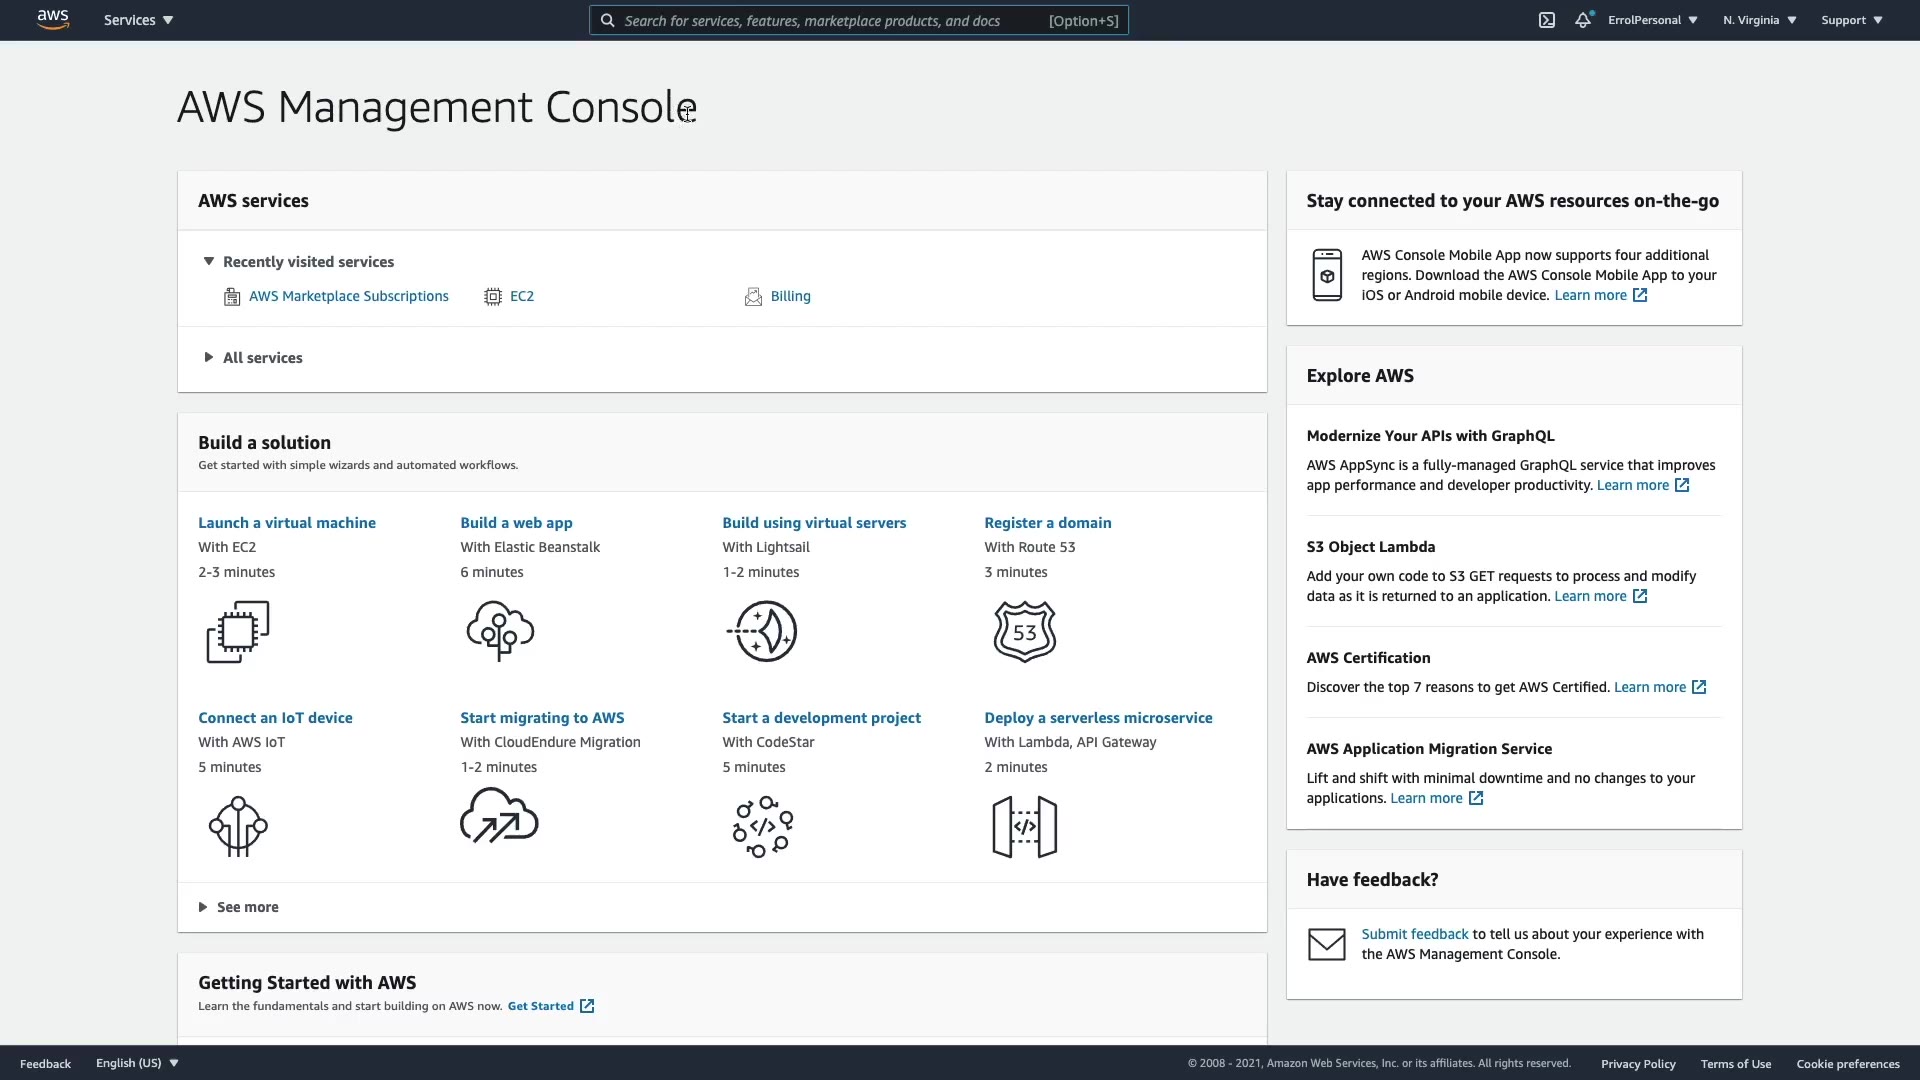 aws Services Search for services, features, marketplace products, and docs [Option+S] ErrolPersonal N. Virginia Support
AWS Management Console
AWS services
Recently visited services
AWS Marketplace Subscriptions EC2 Billing
All services
Build a solution
Get started with simple wizards and automated workflows.
Launch a virtual machine
With EC2
2-3 minutes
Build a web app
With Elastic Beanstalk
6 minutes
Build using virtual servers
With Lightsail
1-2 minutes
Register a domain
With Route 53
3 minutes
53
Connect an IoT device
With AWS IoT
5 minutes
Start migrating to AWS
With CloudEndure Migration
1-2 minutes
Start a development project
With CodeStar
5 minutes
</>
Deploy a serverless microservice
With Lambda, API Gateway
2 minutes
</>
See more
Getting Started with AWS
Learn the fundamentals and start building on AWS now. Get Started
Stay connected to your AWS resources on-the-go
AWS Console Mobile App now supports four additional
regions. Download the AWS Console Mobile App to your
iOS or Android mobile device. Learn more
Explore AWS
Modernize Your APIs with GraphQL
AWS AppSync is a fully-managed GraphQL service that improves
app performance and developer productivity. Learn more
S3 Object Lambda
Add your own code to S3 GET requests to process and modify
data as it is returned to an application. Learn more
AWS Certification
Discover the top 7 reasons to get AWS Certified. Learn more
AWS Application Migration Service
Lift and shift with minimal downtime and no changes to your
applications. Learn more
Have feedback?
Submit feedback to tell us about your experience with
the AWS Management Console.
Feedback English (US) © 2008 - 2021, Amazon Web Services, Inc. or its affiliates. All rights reserved. Privacy Policy Terms of Use Cookie preferences